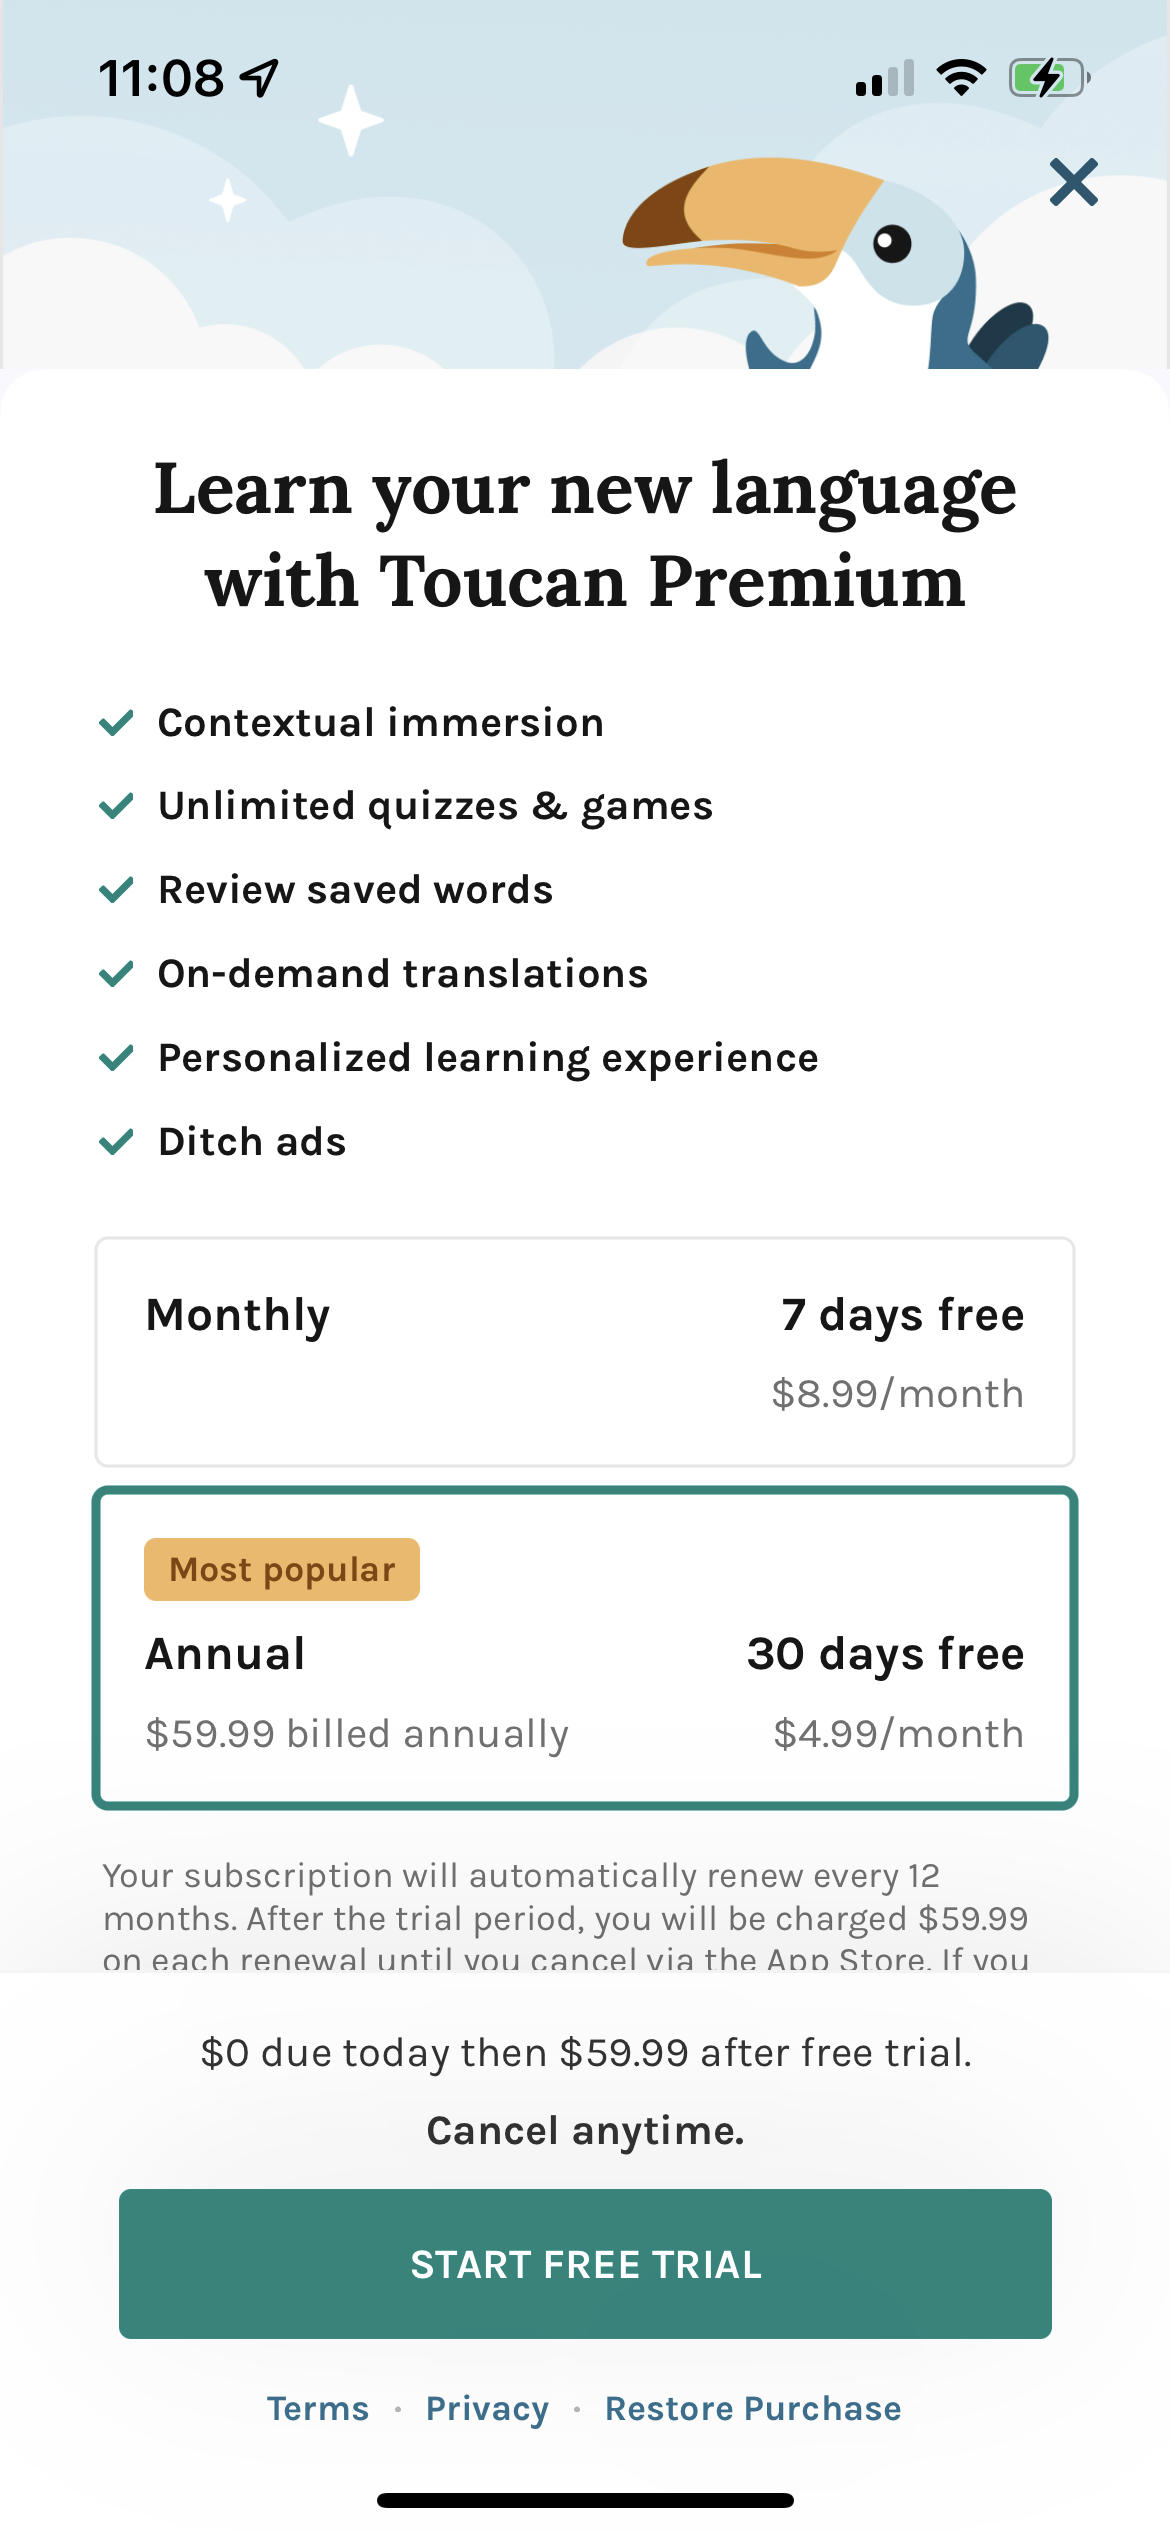 11:08
Learn your new language
with Toucan Premium
Contextual immersion
Unlimited quizzes & games
Review saved words
On-demand translations
Personalized learning experience
Ditch ads
Monthly 7 days free
$8.99/month
Most popular
Annual 30 days free
$59.99 billed annually $4.99/month
Your subscription will automatically renew every 12
months. After the trial period, you will be charged $59.99
on each renewal until you cancel via the App Store. If you
$0 due today then $59.99 after free trial.
Cancel anytime.
START FREE TRIAL
Terms · Privacy · Restore Purchase